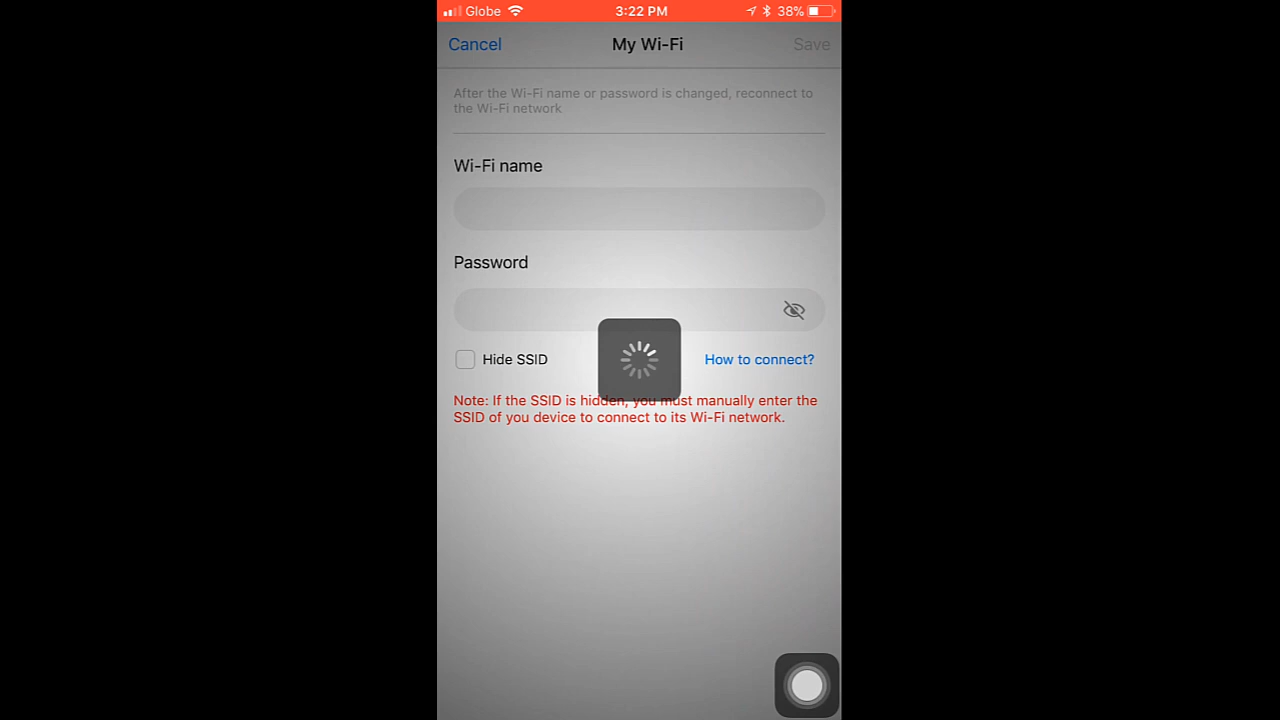 Globe 3:22 PM 38%
Cancel My Wi-Fi Save
After the Wi-Fi name or password is changed, reconnect to
the Wi-Fi network
Wi-Fi name
Password
Hide SSID How to connect?
Note: If the SSID is hidden, you must manually enter the
SSID of you device to connect to its Wi-Fi network.